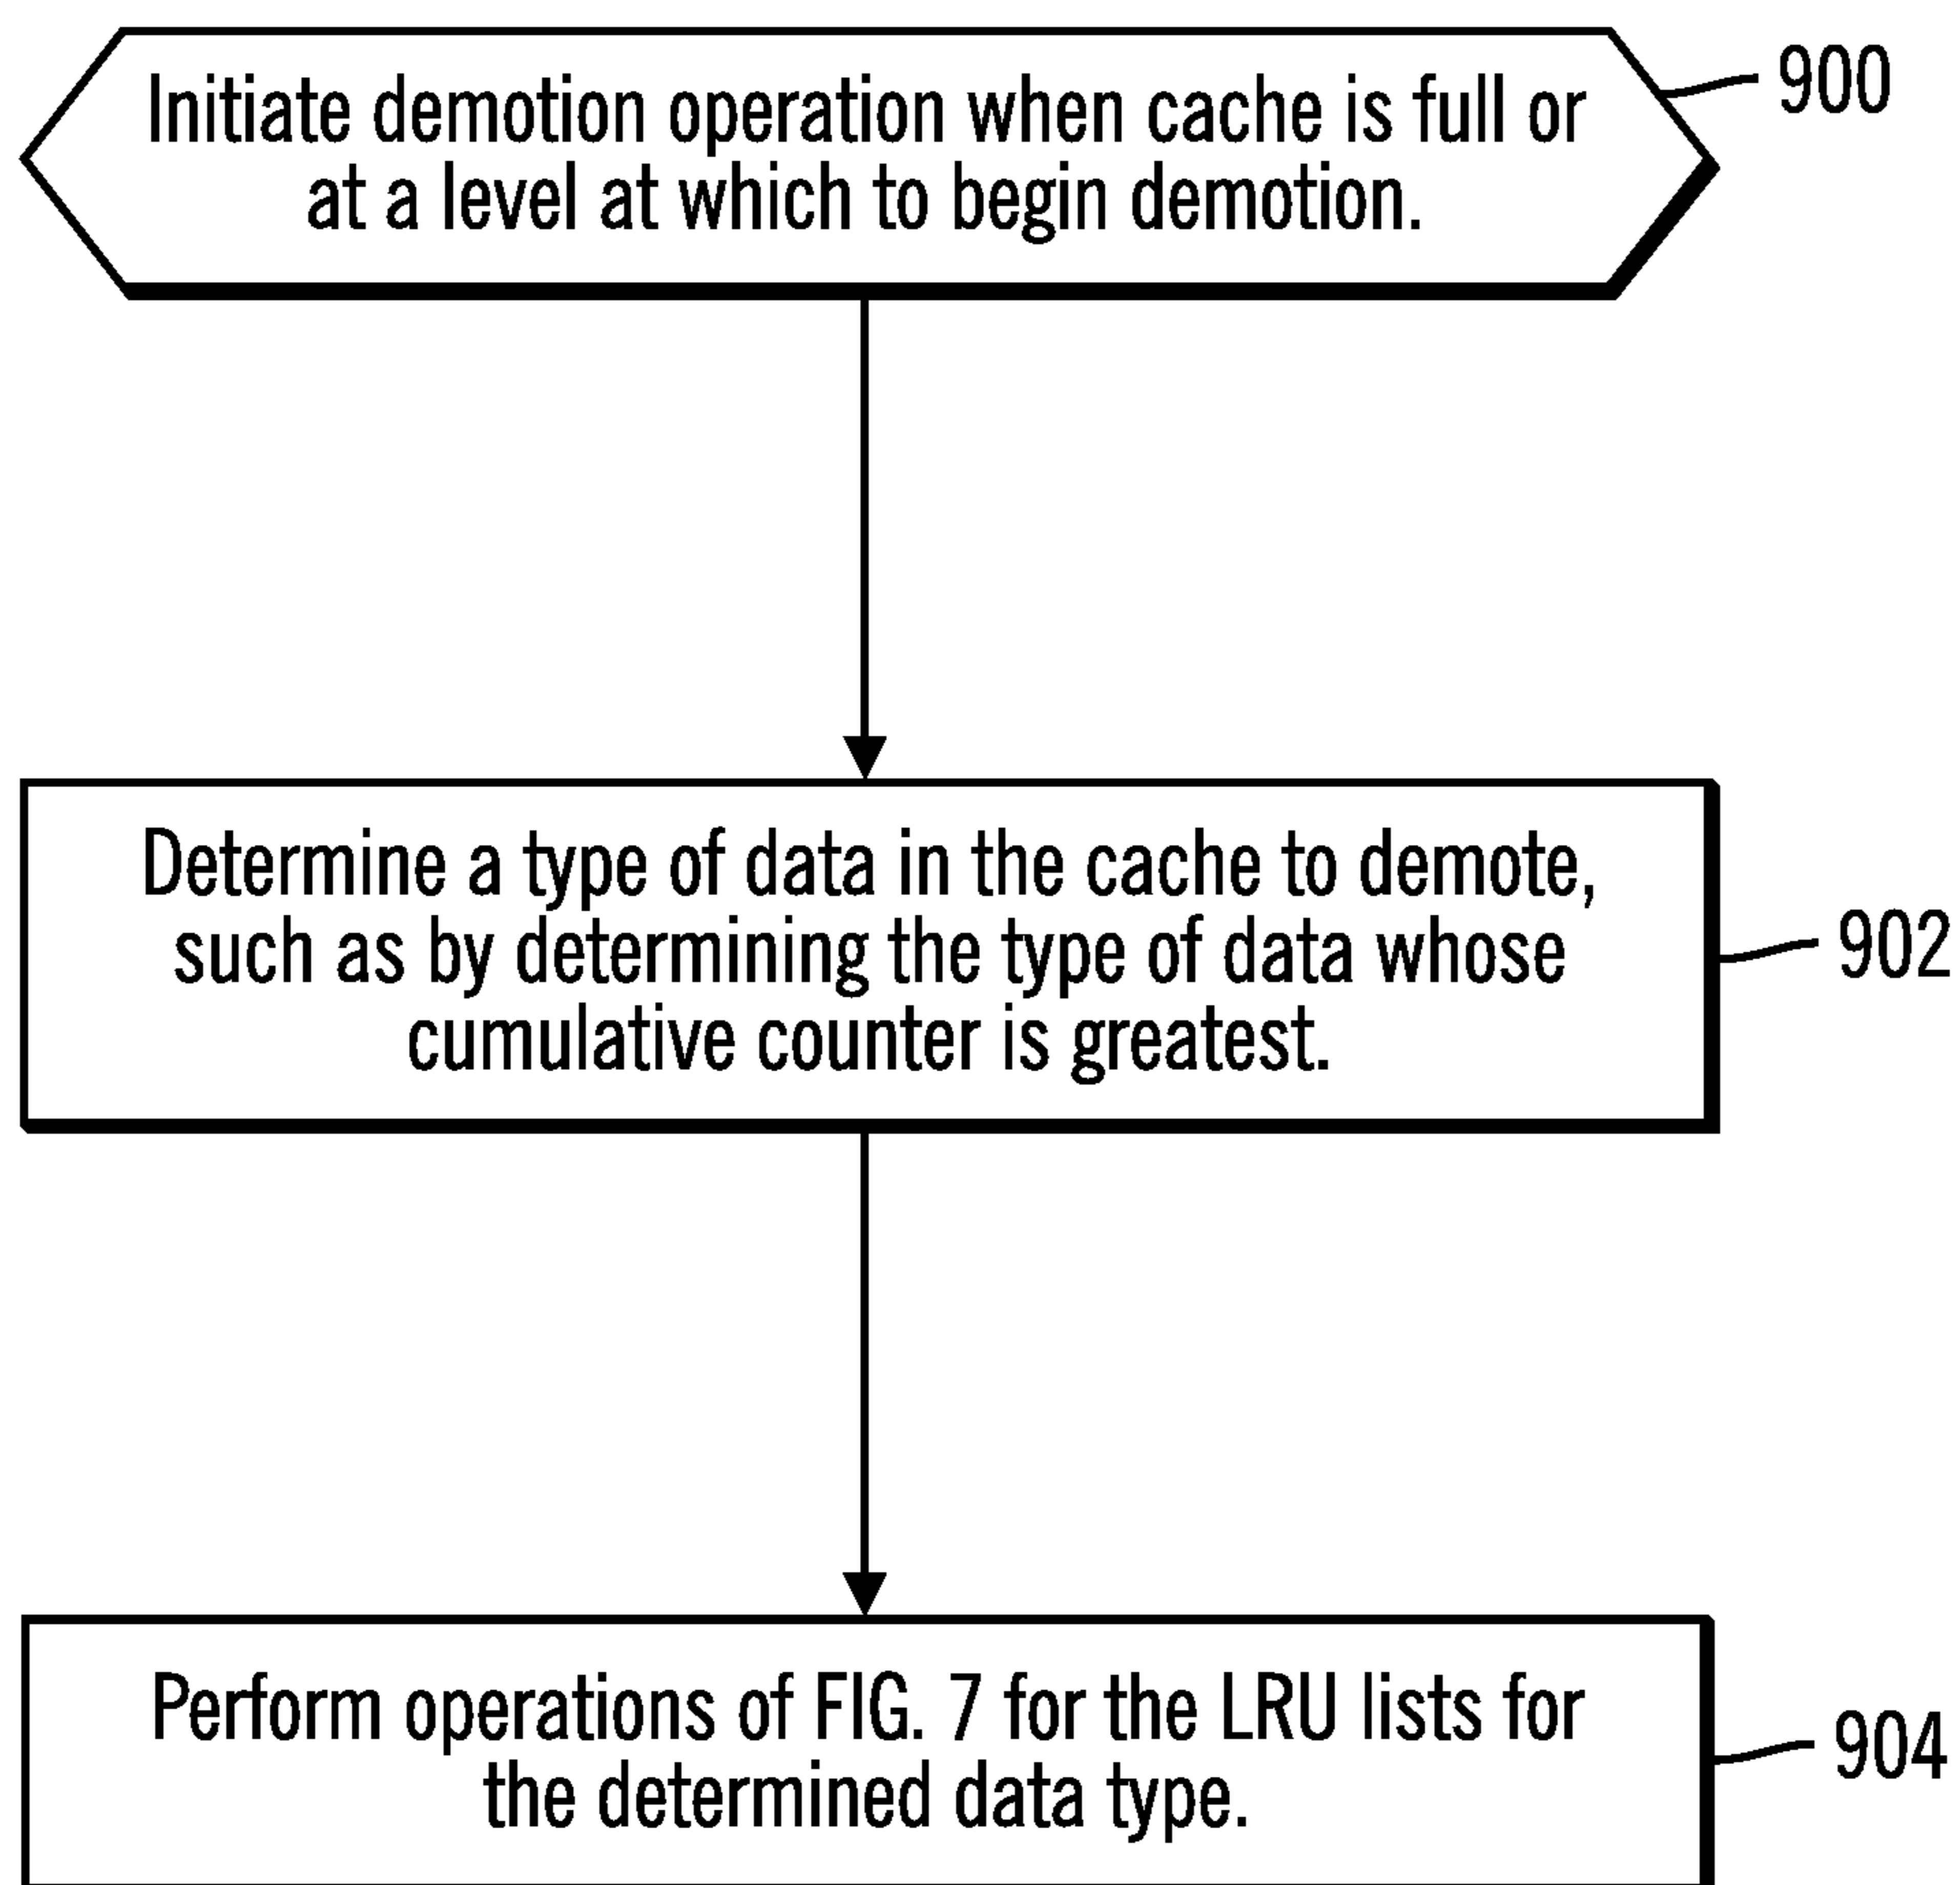 Initiate demotion operation when cache is full or
at a level at which to begin demotion.
900
Determine a type of data in the cache to demote,
such as by determining the type of data whose
cumulative counter is greatest.
902
Perform operations of FIG. 7 for the LRU lists for
the determined data type.
904